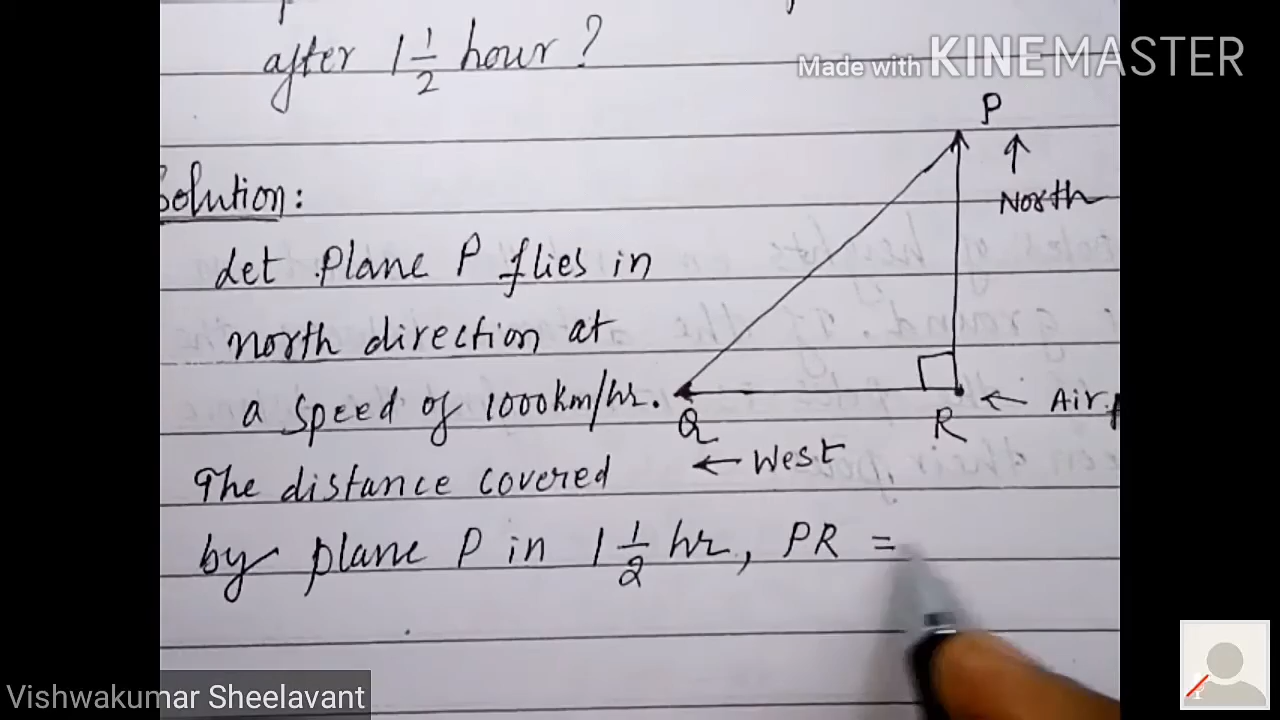 after 1 1/2 hour?
Made with KINEMASTER
P
↑
North
Solution:
Let Plane P flies in
north direction at
a speed of 1000km/hr.
Q
R
← Air
← West
The distance covered
by plane P in 1 1/2 hr, PR =
Vishwakumar Sheelavant